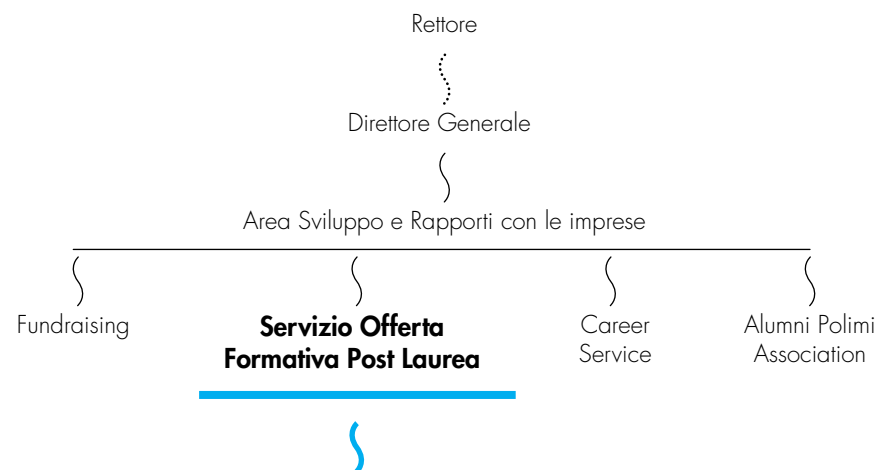 Rettore
Direttore Generale
Area Sviluppo e Rapporti con le imprese
Fundraising
Servizio Offerta
Formativa Post Laurea
Career
Service
Alumni Polimi
Association